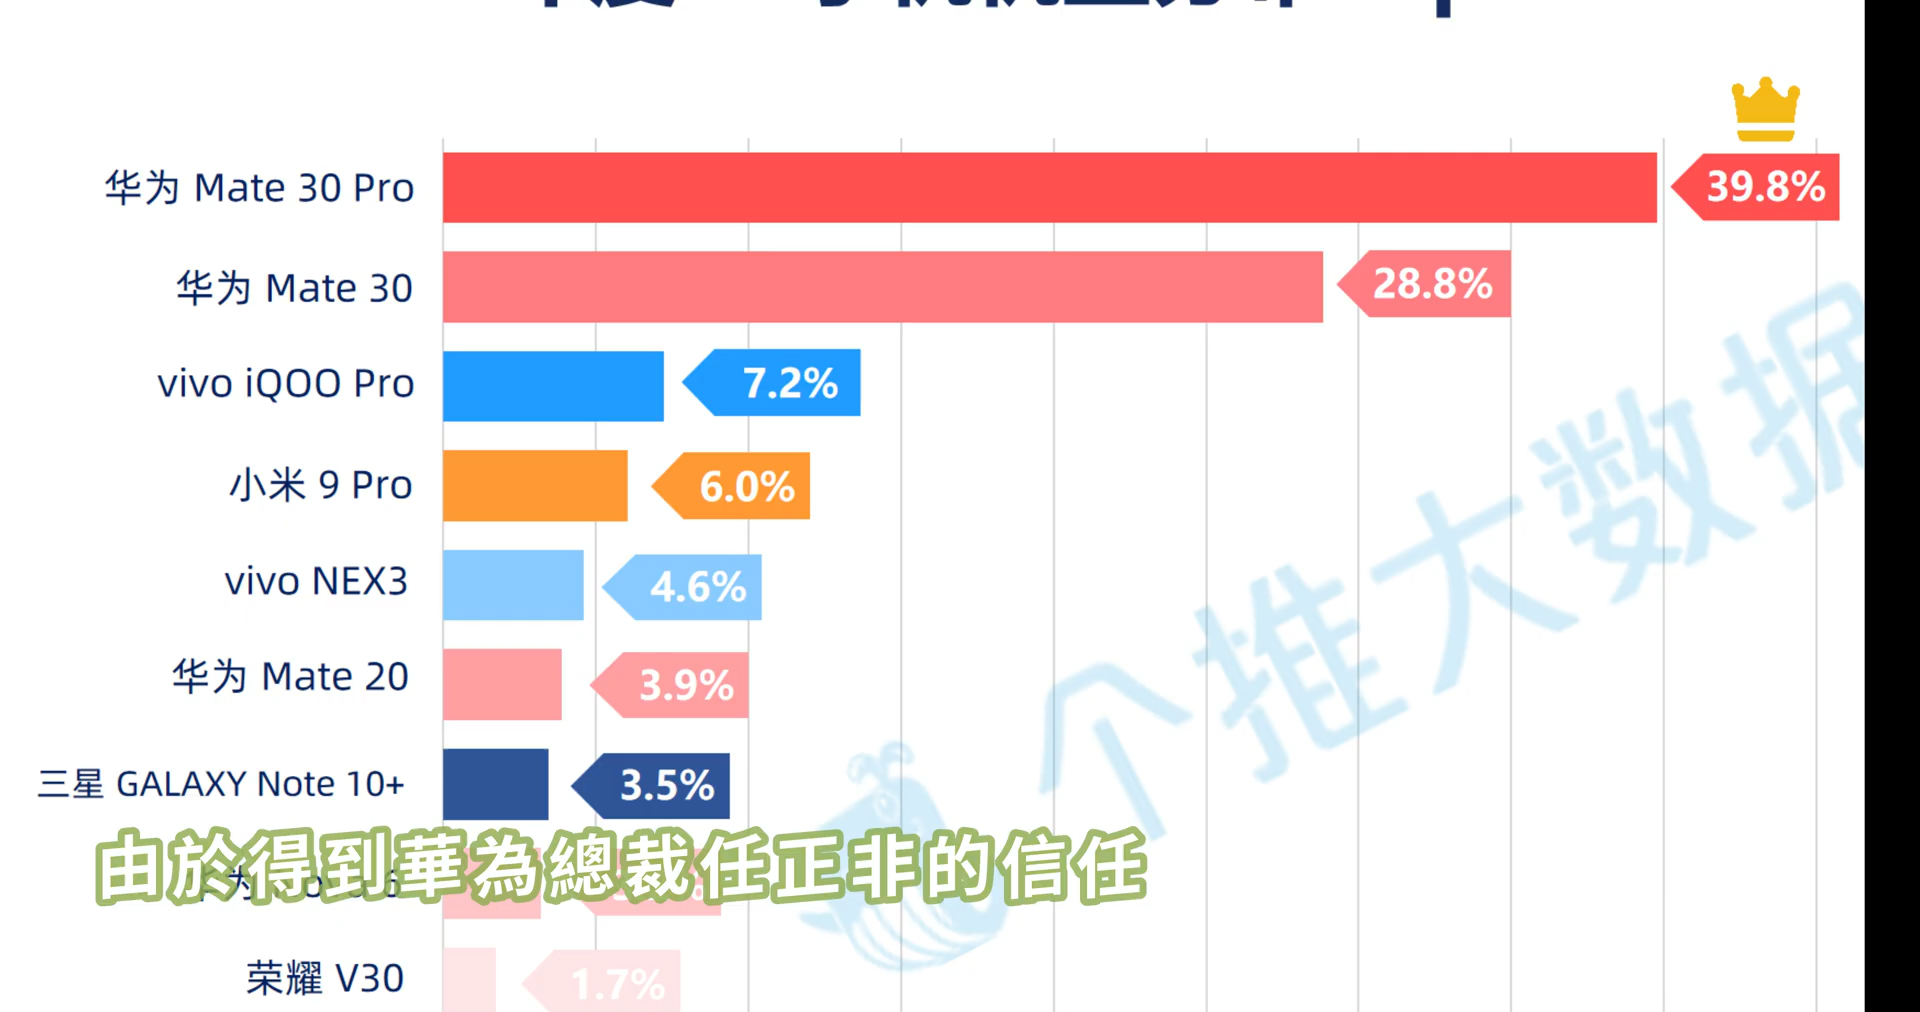 华为 Mate 30 Pro 39.8%
华为 Mate 30 28.8%
vivo iQOO Pro 7.2%
小米 9 Pro 6.0%
vivo NEX3 4.6%
华为 Mate 20 3.9%
三星 GALAXY Note 10+ 3.5%
由於得到華為總裁任正非的信任
荣耀 V30 1.7%
个推大数据